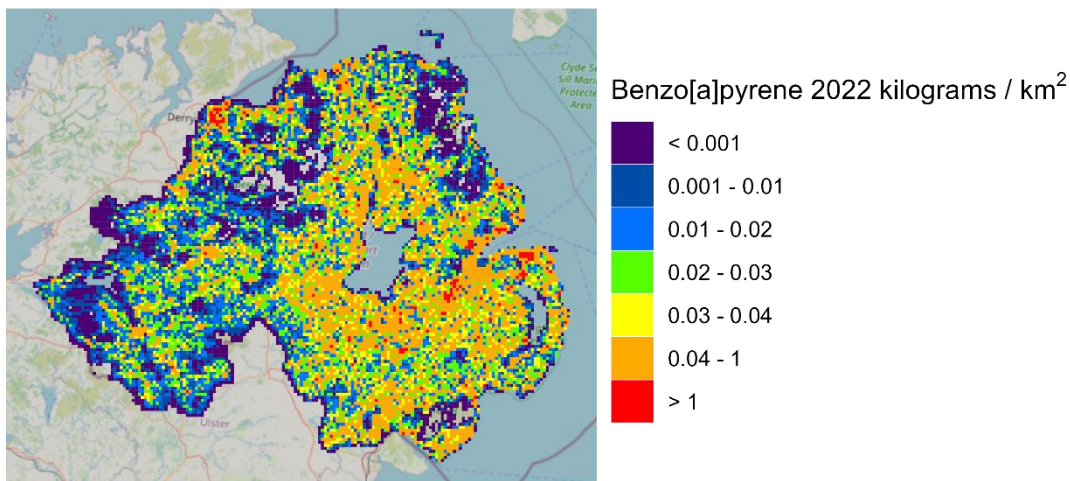 Clyde Se
Sill Mari
Protecte
Area
Derry
Ulster
Benzo[a]pyrene 2022 kilograms / km²
< 0.001
0.001 - 0.01
0.01 - 0.02
0.02 - 0.03
0.03 - 0.04
0.04 - 1
> 1